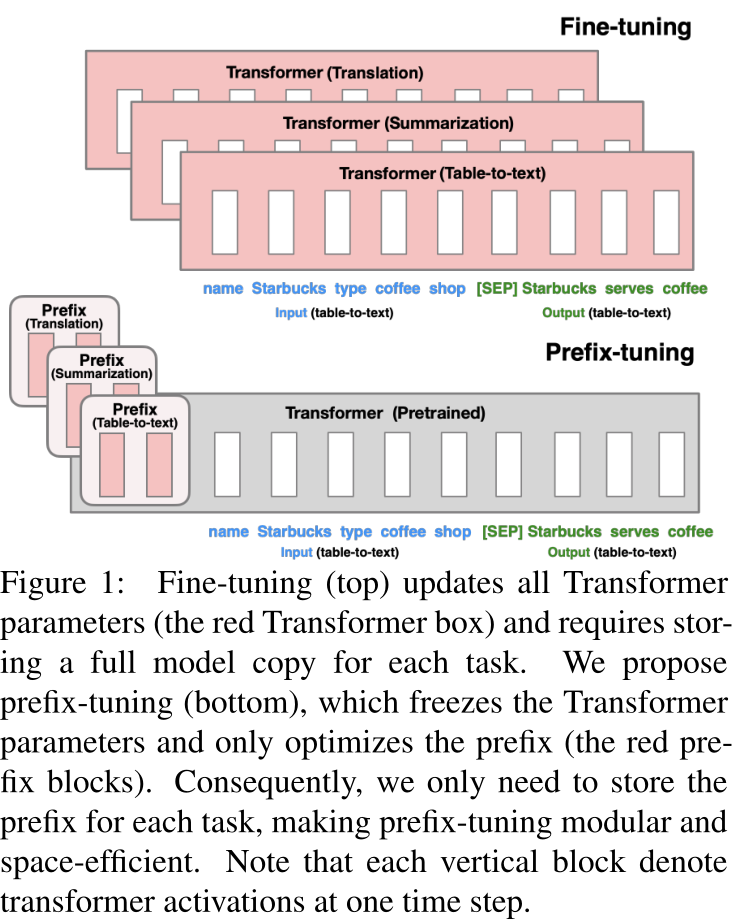 Fine-tuning
Transformer (Translation)
Transformer (Summarization)
Transformer (Table-to-text)
name Starbucks type coffee shop [SEP] Starbucks serves coffee
Input (table-to-text) Output (table-to-text)
Prefix-tuning
Prefix
(Translation)
Prefix
(Summarization)
Prefix
(Table-to-text)
Transformer (Pretrained)
name Starbucks type coffee shop [SEP] Starbucks serves coffee
Input (table-to-text) Output (table-to-text)
Figure 1: Fine-tuning (top) updates all Transformer
parameters (the red Transformer box) and requires stor-
ing a full model copy for each task. We propose
prefix-tuning (bottom), which freezes the Transformer
parameters and only optimizes the prefix (the red pre-
fix blocks). Consequently, we only need to store the
prefix for each task, making prefix-tuning modular and
space-efficient. Note that each vertical block denote
transformer activations at one time step.